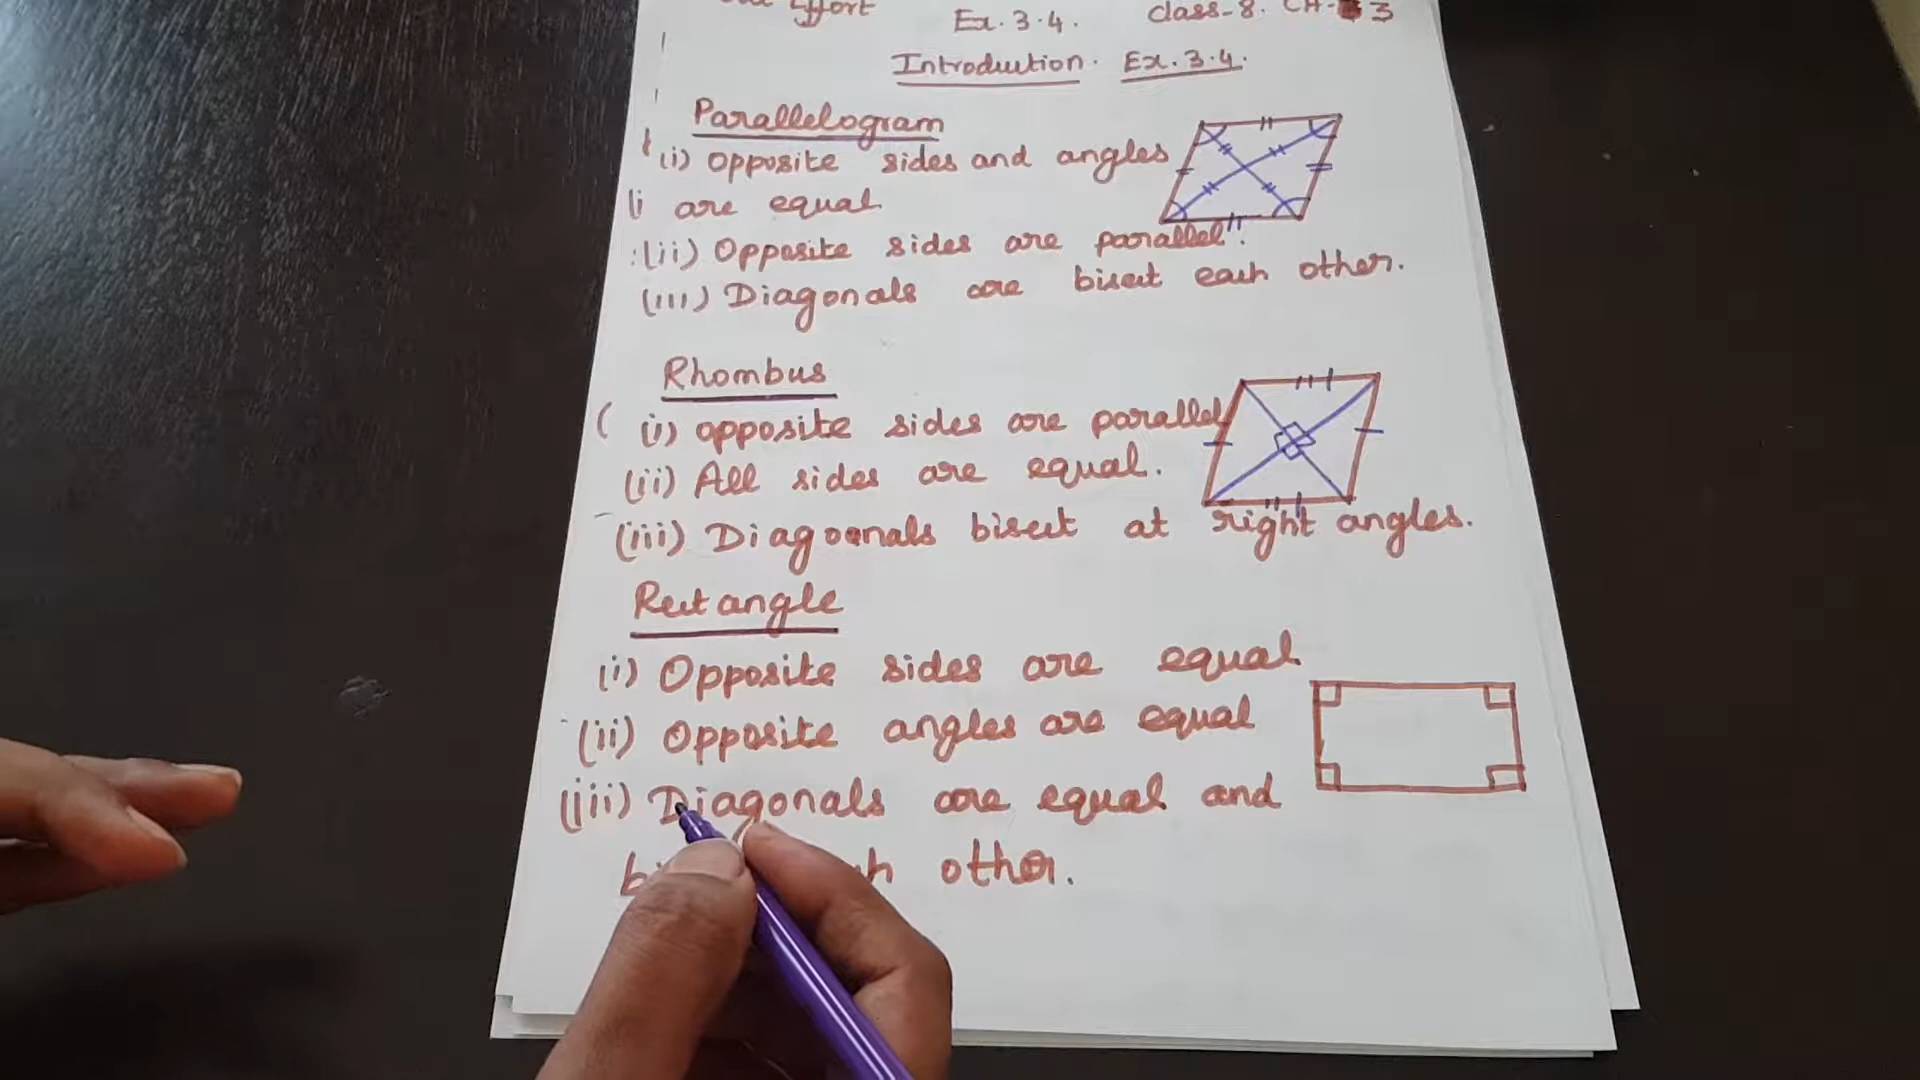 Effort Ex. 3.4. class-8. CH-3
Introduction. Ex. 3.4.
Parallelogram
(i) opposite sides and angles
are equal
(ii) Opposite sides are parallel.
(iii) Diagonals are bisect each other.
Rhombus
(i) opposite sides are parallel
(ii) All sides are equal.
(iii) Diagonals bisect at right angles.
Rectangle
(i) Opposite sides are equal
(ii) Opposite angles are equal
(iii) Diagonals are equal and
other.